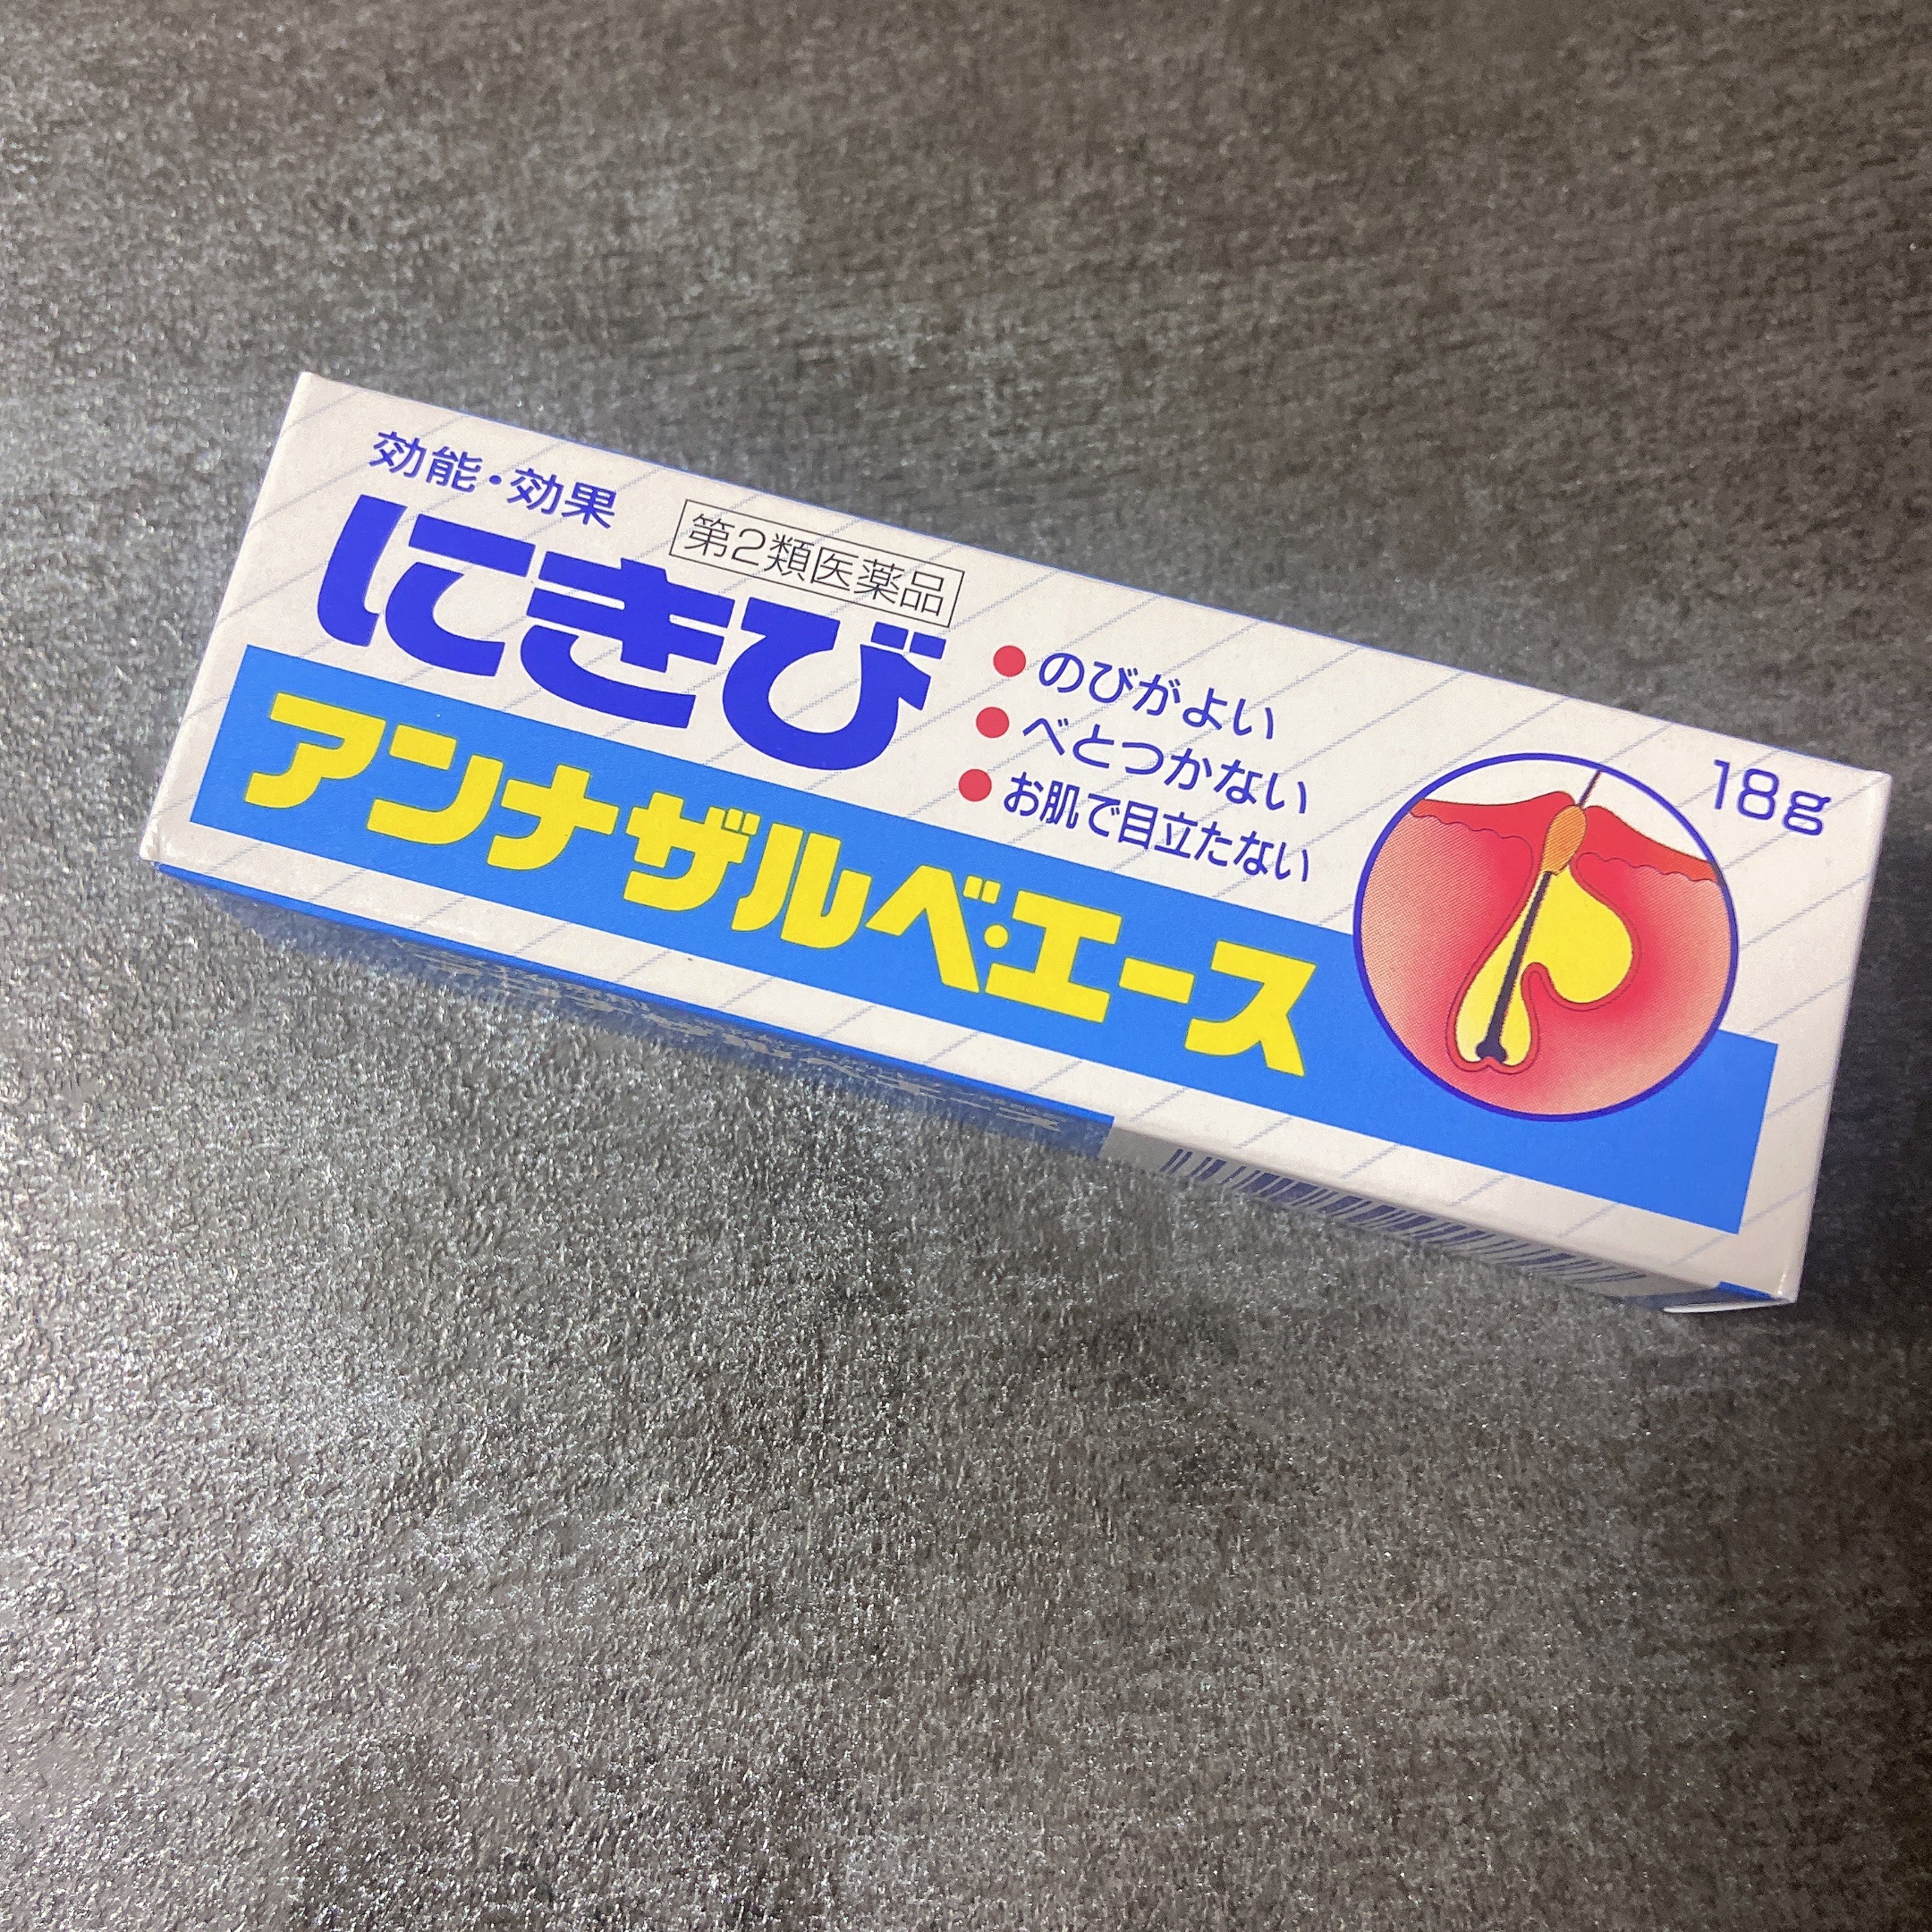 効能・効果
第2類医薬品
にきび
●のびがよい
●べとつかない
●お肌で目立たない
18g
アンナザルベ・エース